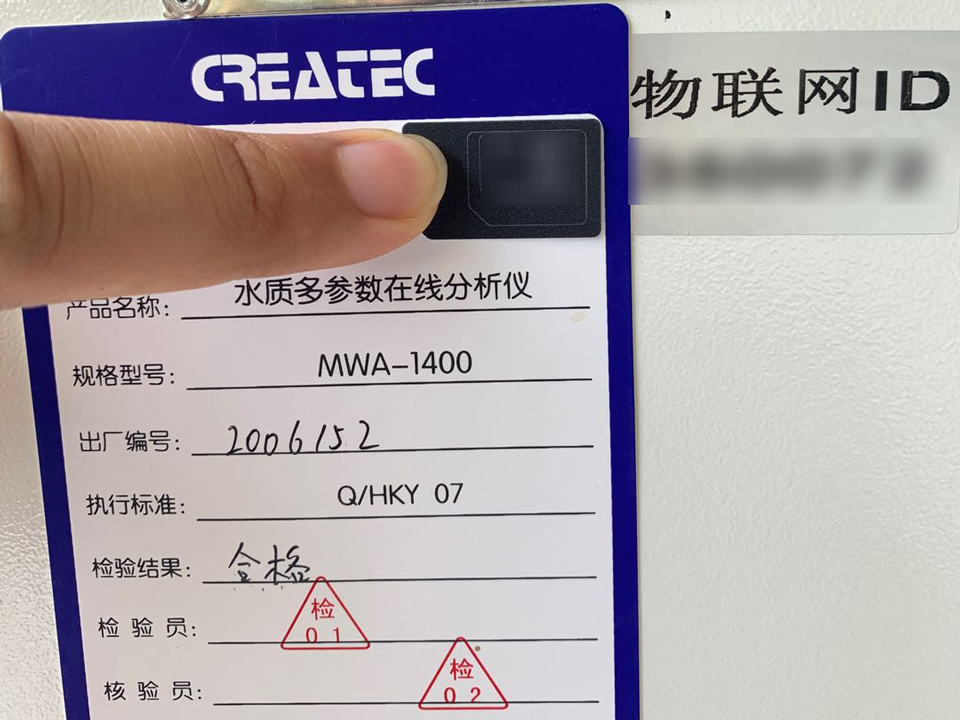 CREATEC
物联网ID
产品名称: 水质多参数在线分析仪
规格型号: MWA-1400
出厂编号: 2006152
执行标准: Q/HKY 07
检验结果: 合格
检验员: 检 01
核验员: 检 02